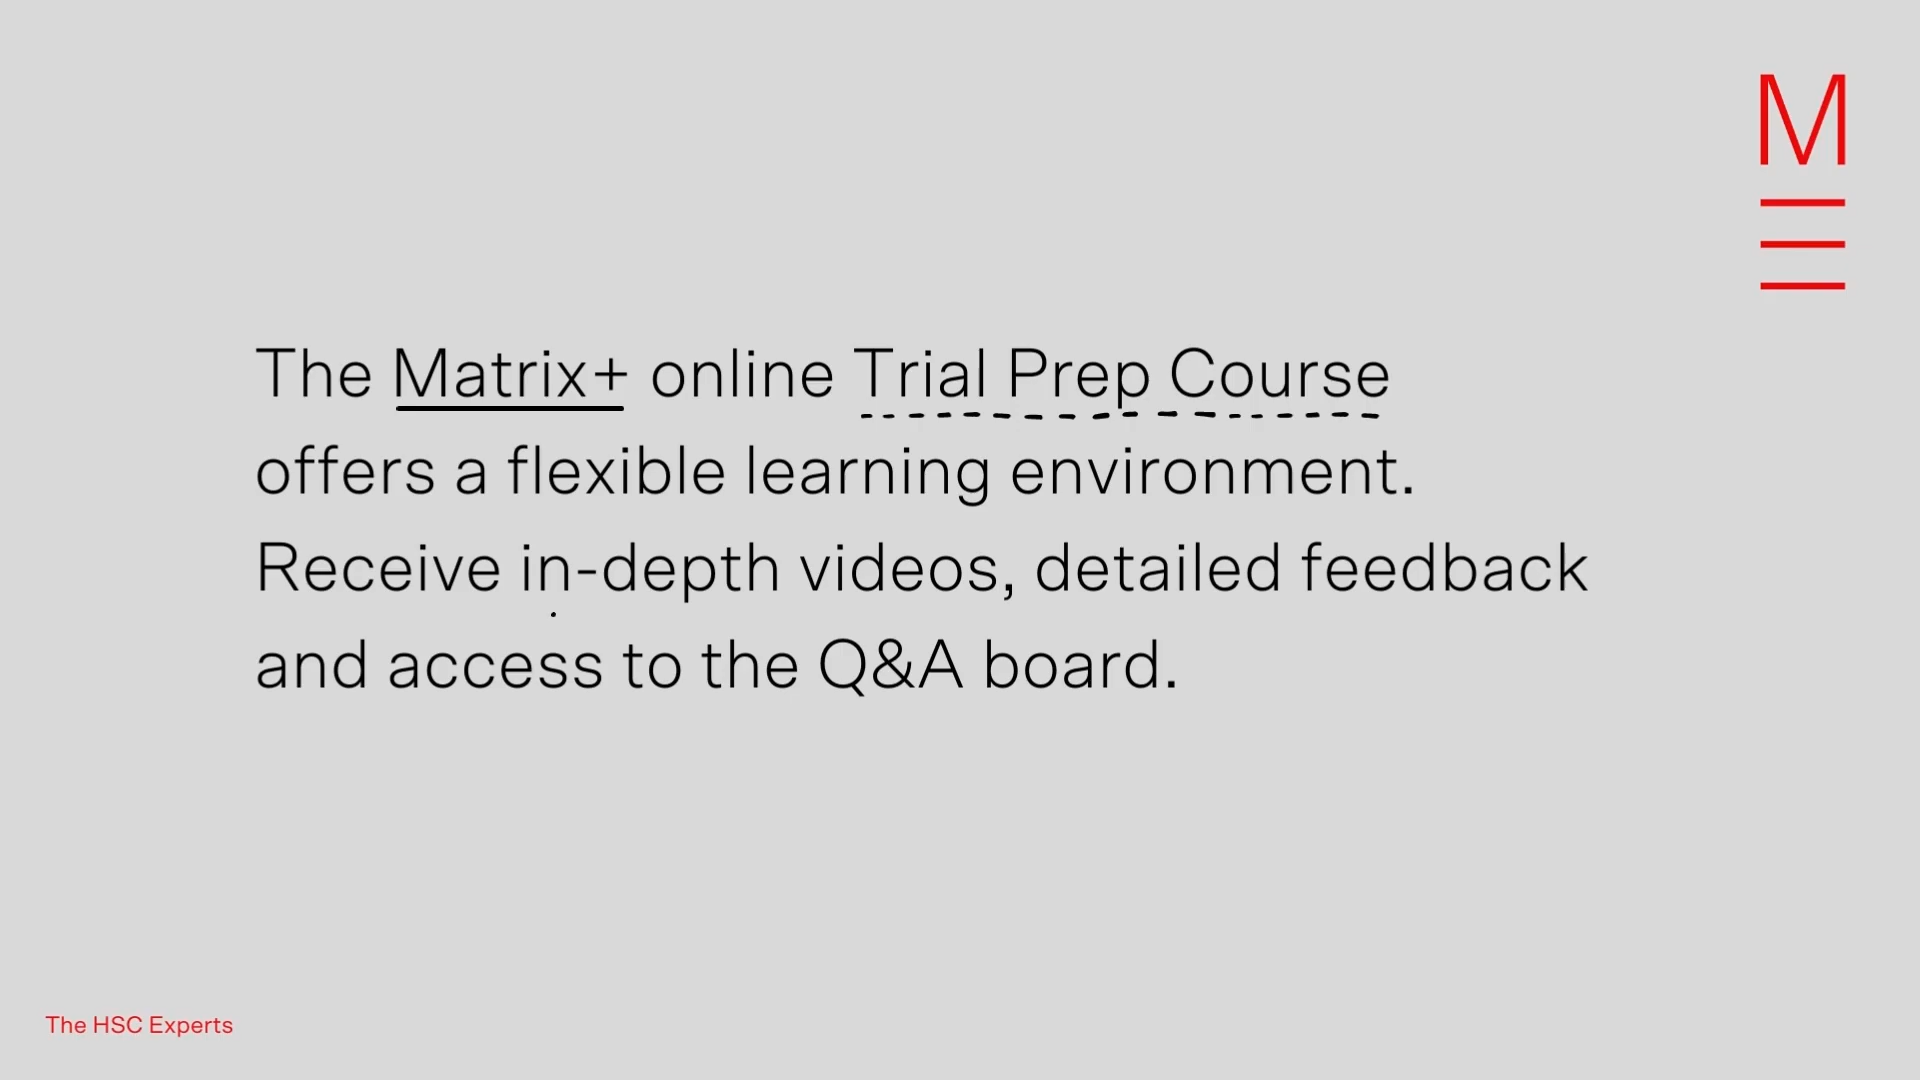 M
The Matrix+ online Trial Prep Course
offers a flexible learning environment.
Receive in-depth videos, detailed feedback
and access to the Q&A board.
The HSC Experts